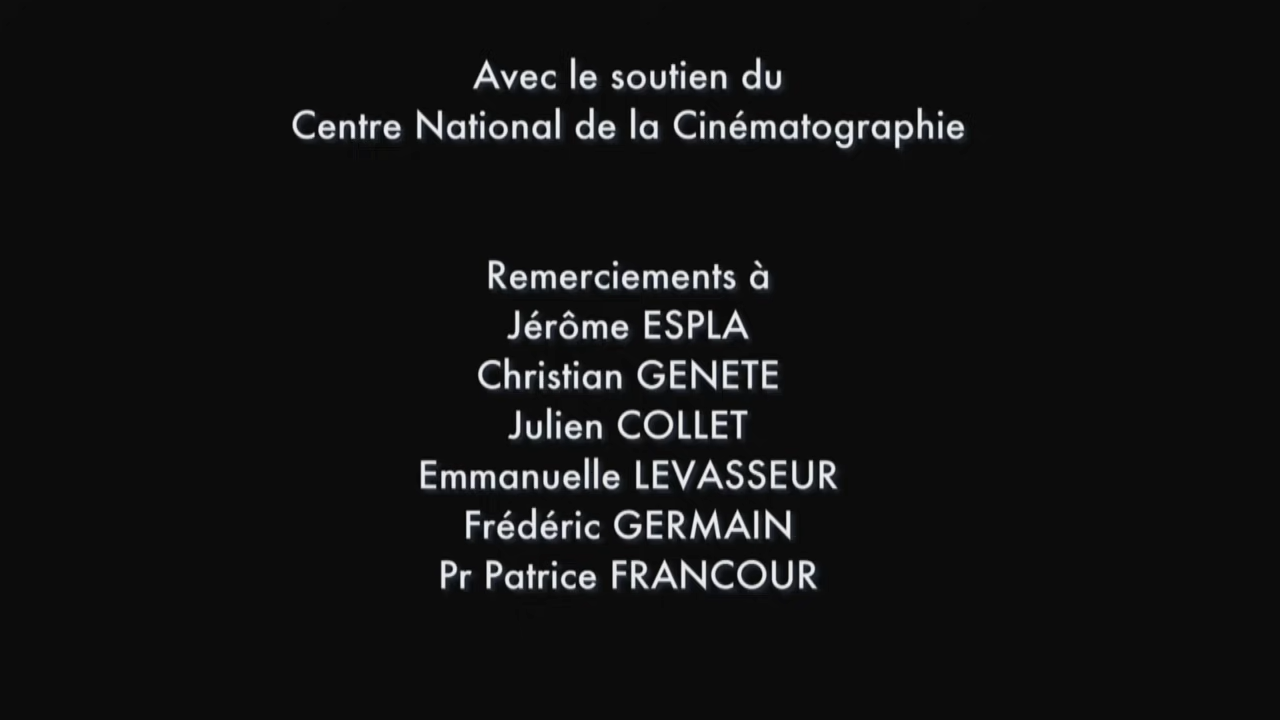 Avec le soutien du
Centre National de la Cinématographie
Remerciements à
Jérôme ESPLA
Christian GENETE
Julien COLLET
Emmanuelle LEVASSEUR
Frédéric GERMAIN
Pr Patrice FRANCOUR